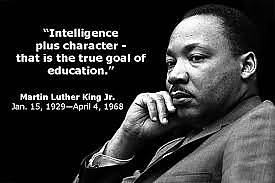 “Intelligence
plus character -
that is the true goal of
education.”
Martin Luther King Jr.
Jan. 15, 1929—April 4, 1968